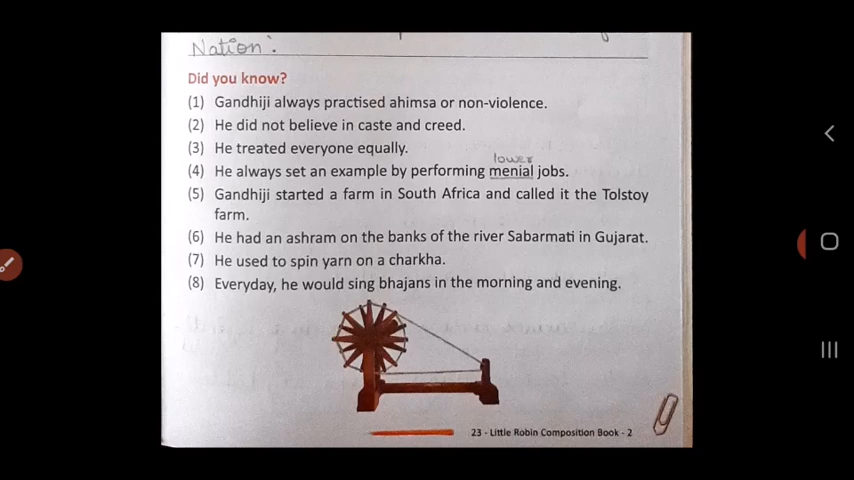 Nation.
Did you know?
(1) Gandhiji always practised ahimsa or non-violence.
(2) He did not believe in caste and creed.
(3) He treated everyone equally.
lower
(4) He always set an example by performing menial jobs.
(5) Gandhiji started a farm in South Africa and called it the Tolstoy
farm.
(6) He had an ashram on the banks of the river Sabarmati in Gujarat.
(7) He used to spin yarn on a charkha.
(8) Everyday, he would sing bhajans in the morning and evening.
23 - Little Robin Composition Book - 2